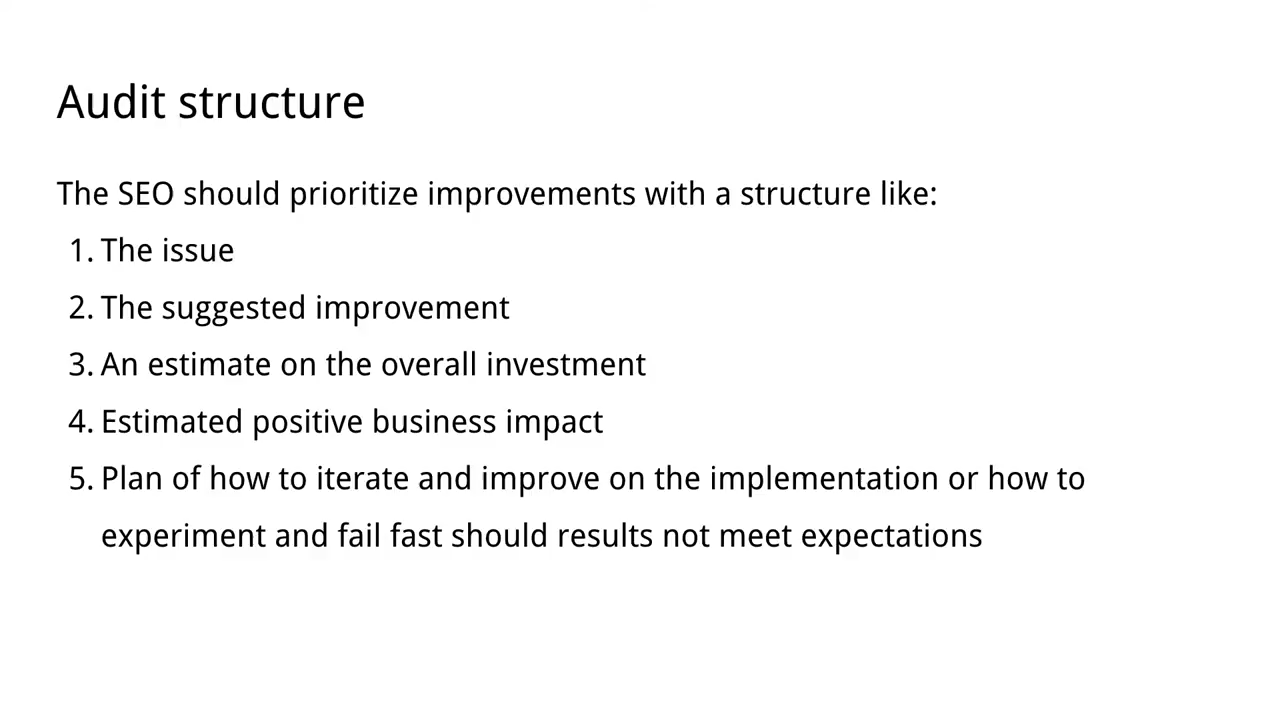 Audit structure
The SEO should prioritize improvements with a structure like:
1. The issue
2. The suggested improvement
3. An estimate on the overall investment
4. Estimated positive business impact
5. Plan of how to iterate and improve on the implementation or how to
experiment and fail fast should results not meet expectations